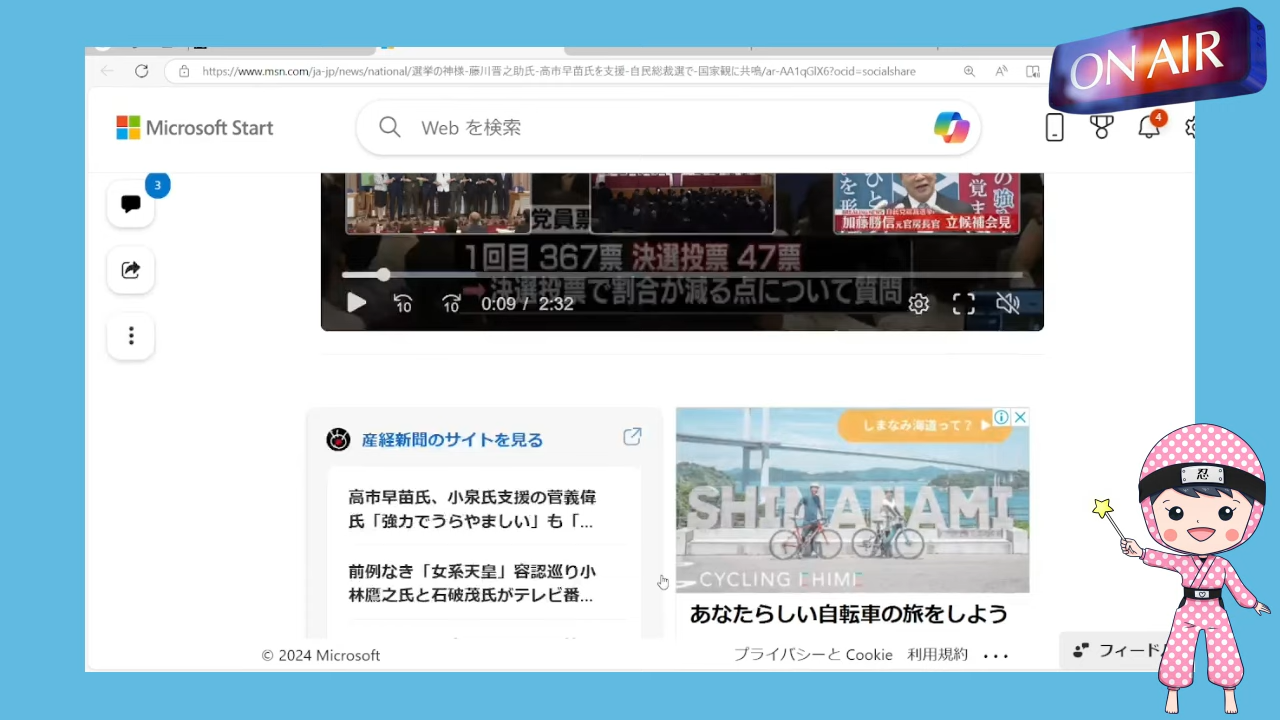 ON AIR
https://www.msn.com/ja-jp/news/national/選挙の神様-藤川晋之助氏-高市早苗氏を支援-自民総裁選で-国家観に共鳴/ar-AA1qGlX6?ocid=socialshare
Microsoft Start
Web を検索
4
3
党員票
の強
覚ま
ひと
を形
加藤勝信元官房長官 立候補会見
1回目 367票 決選投票 47票
→決選投票で割合が減る点について質問
10
10
0:09 / 2:32
産経新聞のサイトを見る
しまなみ海道って？
高市早苗氏、小泉氏支援の菅義偉
氏「強力でうらやましい」も「...
SHIMANAMI
前例なき「女系天皇」容認巡り小
林鷹之氏と石破茂氏がテレビ番...
CYCLING EHIME
あなたらしい自転車の旅をしよう
© 2024 Microsoft
プライバシーと Cookie
利用規約
フィード
忍